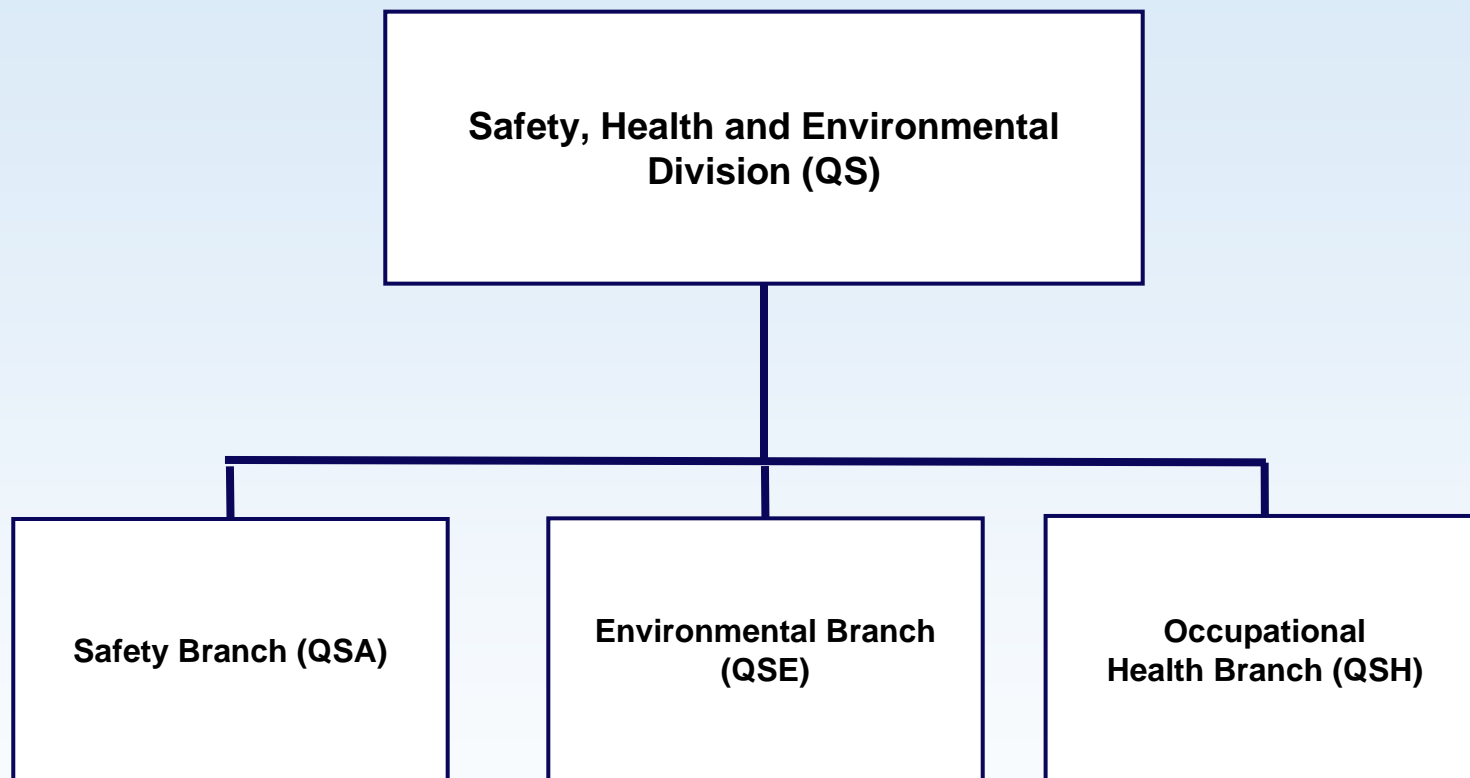 Safety, Health and Environmental
Division (QS)
Safety Branch (QSA)
Environmental Branch
(QSE)
Occupational
Health Branch (QSH)